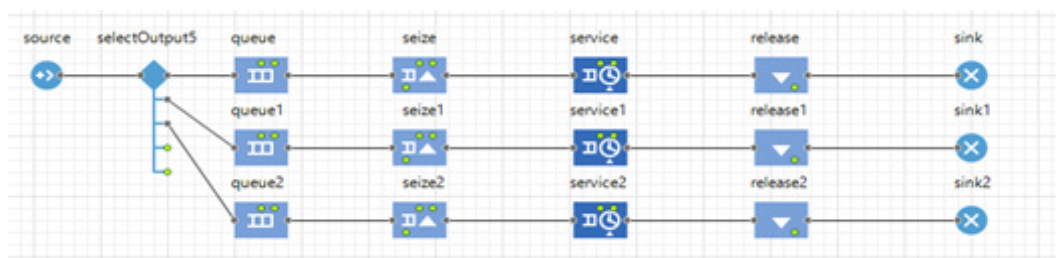 source selectOutput5 queue seize service release sink
queue1 seize1 service1 release1 sink1
queue2 seize2 service2 release2 sink2